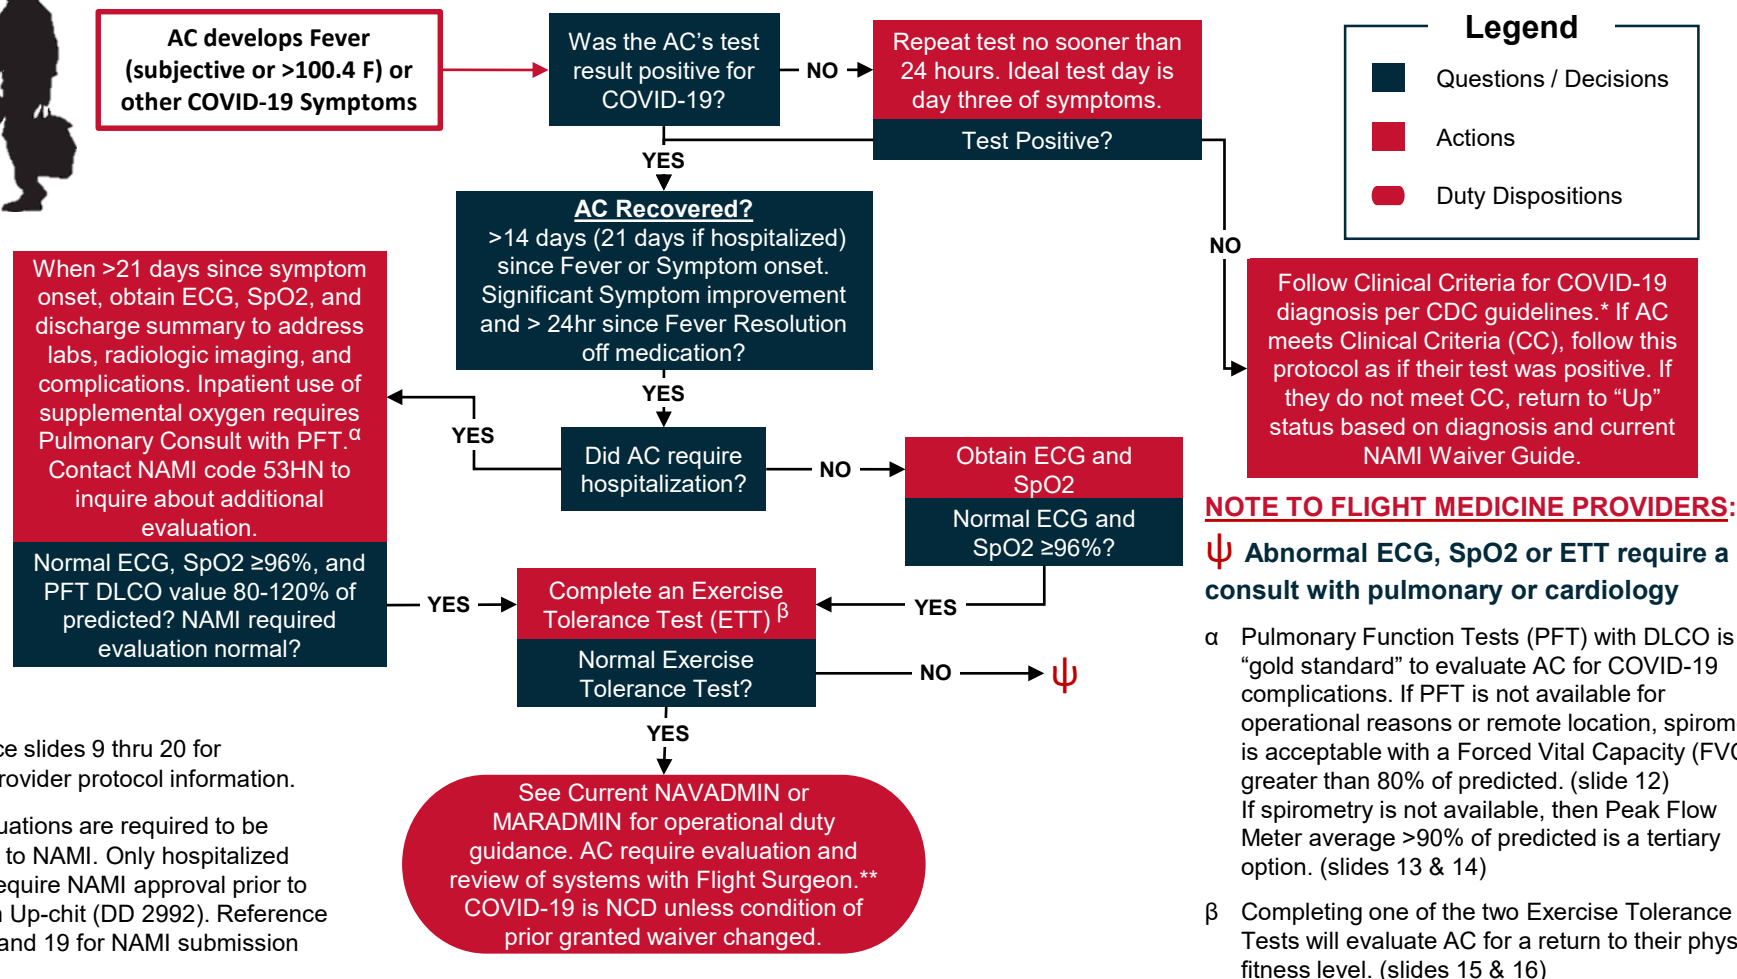 AC develops Fever
(subjective or >100.4 F) or
other COVID-19 Symptoms
Was the AC’s test
result positive for
COVID-19?
NO
Repeat test no sooner than
24 hours. Ideal test day is
day three of symptoms.
Test Positive?
Legend
Questions / Decisions
Actions
Duty Dispositions
YES
NO
AC Recovered?
>14 days (21 days if hospitalized)
since Fever or Symptom onset.
Significant Symptom improvement
and > 24hr since Fever Resolution
off medication?
YES
When >21 days since symptom
onset, obtain ECG, SpO2, and
discharge summary to address
labs, radiologic imaging, and
complications. Inpatient use of
supplemental oxygen requires
Pulmonary Consult with PFT.α
Contact NAMI code 53HN to
inquire about additional
evaluation.
Normal ECG, SpO2 ≥96%, and
PFT DLCO value 80-120% of
predicted? NAMI required
evaluation normal?
YES
Did AC require
hospitalization?
NO
Obtain ECG and
SpO2
Normal ECG and
SpO2 ≥96%?
Follow Clinical Criteria for COVID-19
diagnosis per CDC guidelines.* If AC
meets Clinical Criteria (CC), follow this
protocol as if their test was positive. If
they do not meet CC, return to “Up”
status based on diagnosis and current
NAMI Waiver Guide.
YES
Complete an Exercise
Tolerance Test (ETT) β
YES
Normal Exercise
Tolerance Test?
NO
ψ
YES
See Current NAVADMIN or
MARADMIN for operational duty
guidance. AC require evaluation and
review of systems with Flight Surgeon.**
COVID-19 is NCD unless condition of
prior granted waiver changed.
NOTE TO FLIGHT MEDICINE PROVIDERS:
ψ Abnormal ECG, SpO2 or ETT require a
consult with pulmonary or cardiology
α Pulmonary Function Tests (PFT) with DLCO is
“gold standard” to evaluate AC for COVID-19
complications. If PFT is not available for
operational reasons or remote location, spirom
is acceptable with a Forced Vital Capacity (FVC
greater than 80% of predicted. (slide 12)
If spirometry is not available, then Peak Flow
Meter average >90% of predicted is a tertiary
option. (slides 13 & 14)
β Completing one of the two Exercise Tolerance
Tests will evaluate AC for a return to their phys
fitness level. (slides 15 & 16)
ce slides 9 thru 20 for
rovider protocol information.
uations are required to be
to NAMI. Only hospitalized
equire NAMI approval prior to
n Up-chit (DD 2992). Reference
and 19 for NAMI submission